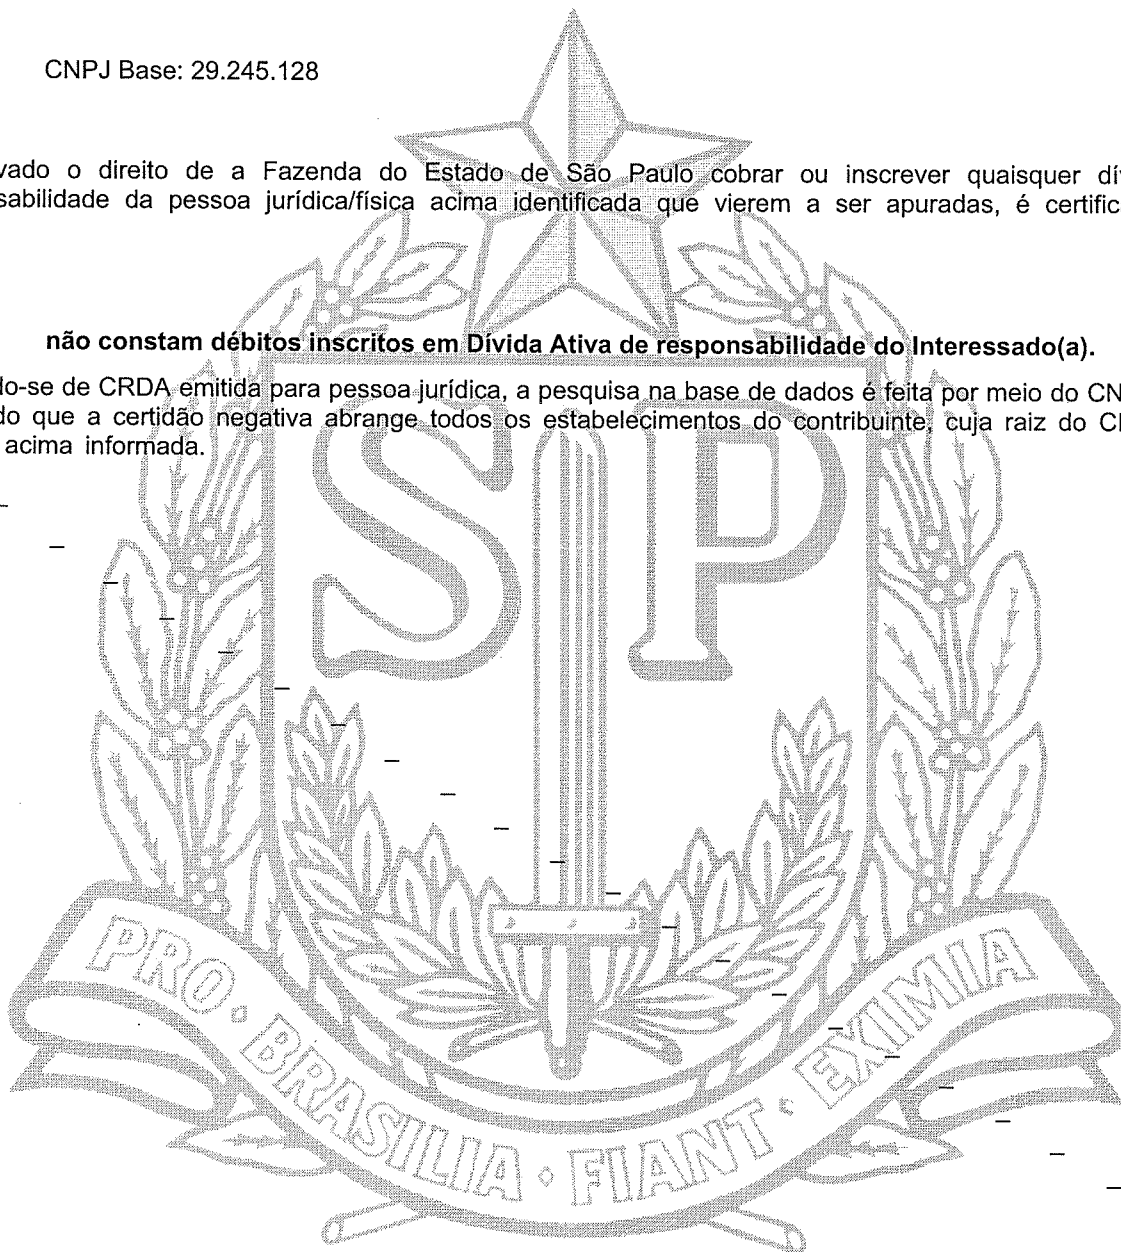 CNPJ Base: 29.245.128
vado o direito de a Fazenda do Estado de São Paulo cobrar ou inscrever quaisquer dív
sabilidade da pessoa jurídica/física acima identificada que vierem a ser apuradas, é certific
não constam débitos inscritos em Dívida Ativa de responsabilidade do Interessado(a).
do-se de CRDA emitida para pessoa jurídica, a pesquisa na base de dados é feita por meio do CN
do que a certidão negativa abrange todos os estabelecimentos do contribuinte, cuja raiz do C
acima informada.
SP
PRO · BRASILIA · FIANT · EXIMIA